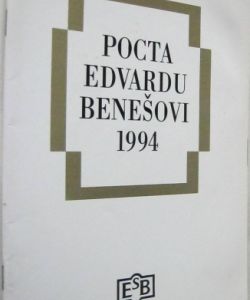 POCTA
EDVARDU
BENEŠOVI
1994
ESB